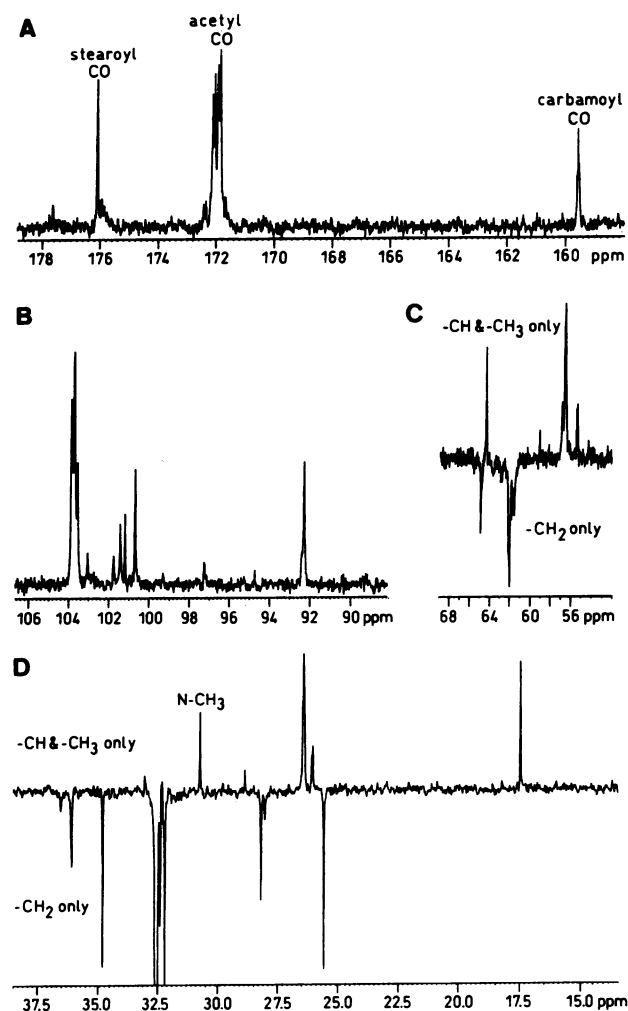 A
stearoyl
CO
acetyl
CO
carbamoyl
CO
178 176 174 172 170 168 166 164 162 160 ppm
B
106 104 102 100 98 96 94 92 90 ppm
C
-CH &-CH3 only
-CH2 only
68 64 60 56 ppm
D
N-CH3
-CH & -CH3 only
-CH2 only
37.5 35.0 32.5 30.0 27.5 25.0 22.5 20.0 17.5 15.0 ppm